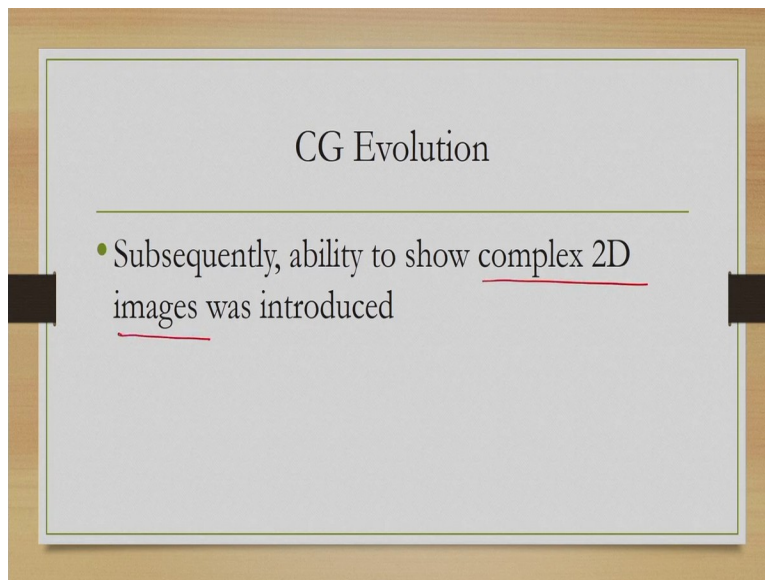 CG Evolution
Subsequently, ability to show complex 2D
images was introduced